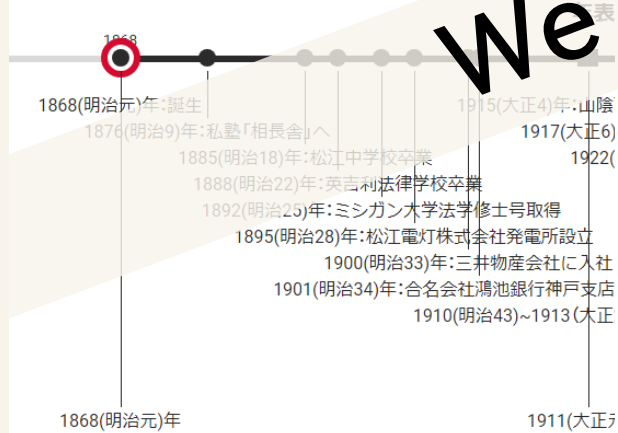 年表
We
1868
1868(明治元)年：誕生
1915(大正4)年：山陰
1876(明治9)年：私塾「相長舎」へ
1917(大正6)
1885(明治18)年：松江中学校卒業
1922(
1888(明治22)年：英吉利法律学校卒業
1892(明治25)年：ミシガン大学法学修士号取得
1895(明治28)年：松江電灯株式会社発電所設立
1900(明治33)年：三井物産会社に入社
1901(明治34)年：合名会社鴻池銀行神戸支店
1910(明治43)~1913（大正
1868(明治元)年
1911(大正元